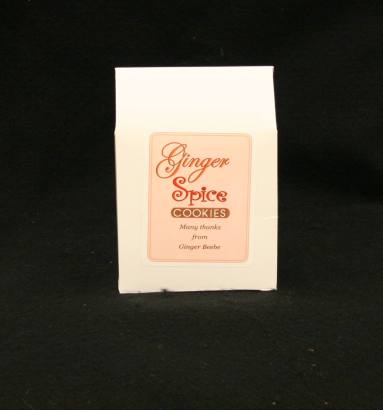 Ginger
Spice
COOKIES
Many thanks
from
Ginger Beebe